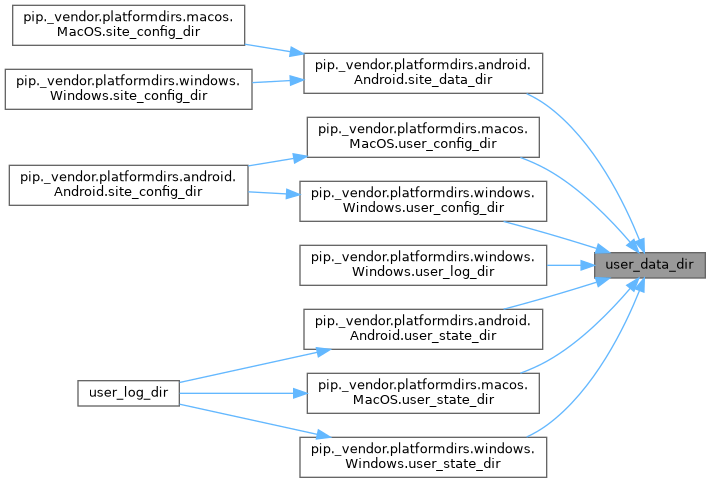 pip._vendor.platformdirs.macos.
MacOS.site_config_dir
pip._vendor.platformdirs.windows.
Windows.site_config_dir
pip._vendor.platformdirs.android.
Android.site_config_dir
user_log_dir
pip._vendor.platformdirs.android.
Android.site_data_dir
pip._vendor.platformdirs.macos.
MacOS.user_config_dir
pip._vendor.platformdirs.windows.
Windows.user_config_dir
pip._vendor.platformdirs.windows.
Windows.user_log_dir
pip._vendor.platformdirs.android.
Android.user_state_dir
pip._vendor.platformdirs.macos.
MacOS.user_state_dir
pip._vendor.platformdirs.windows.
Windows.user_state_dir
user_data_dir